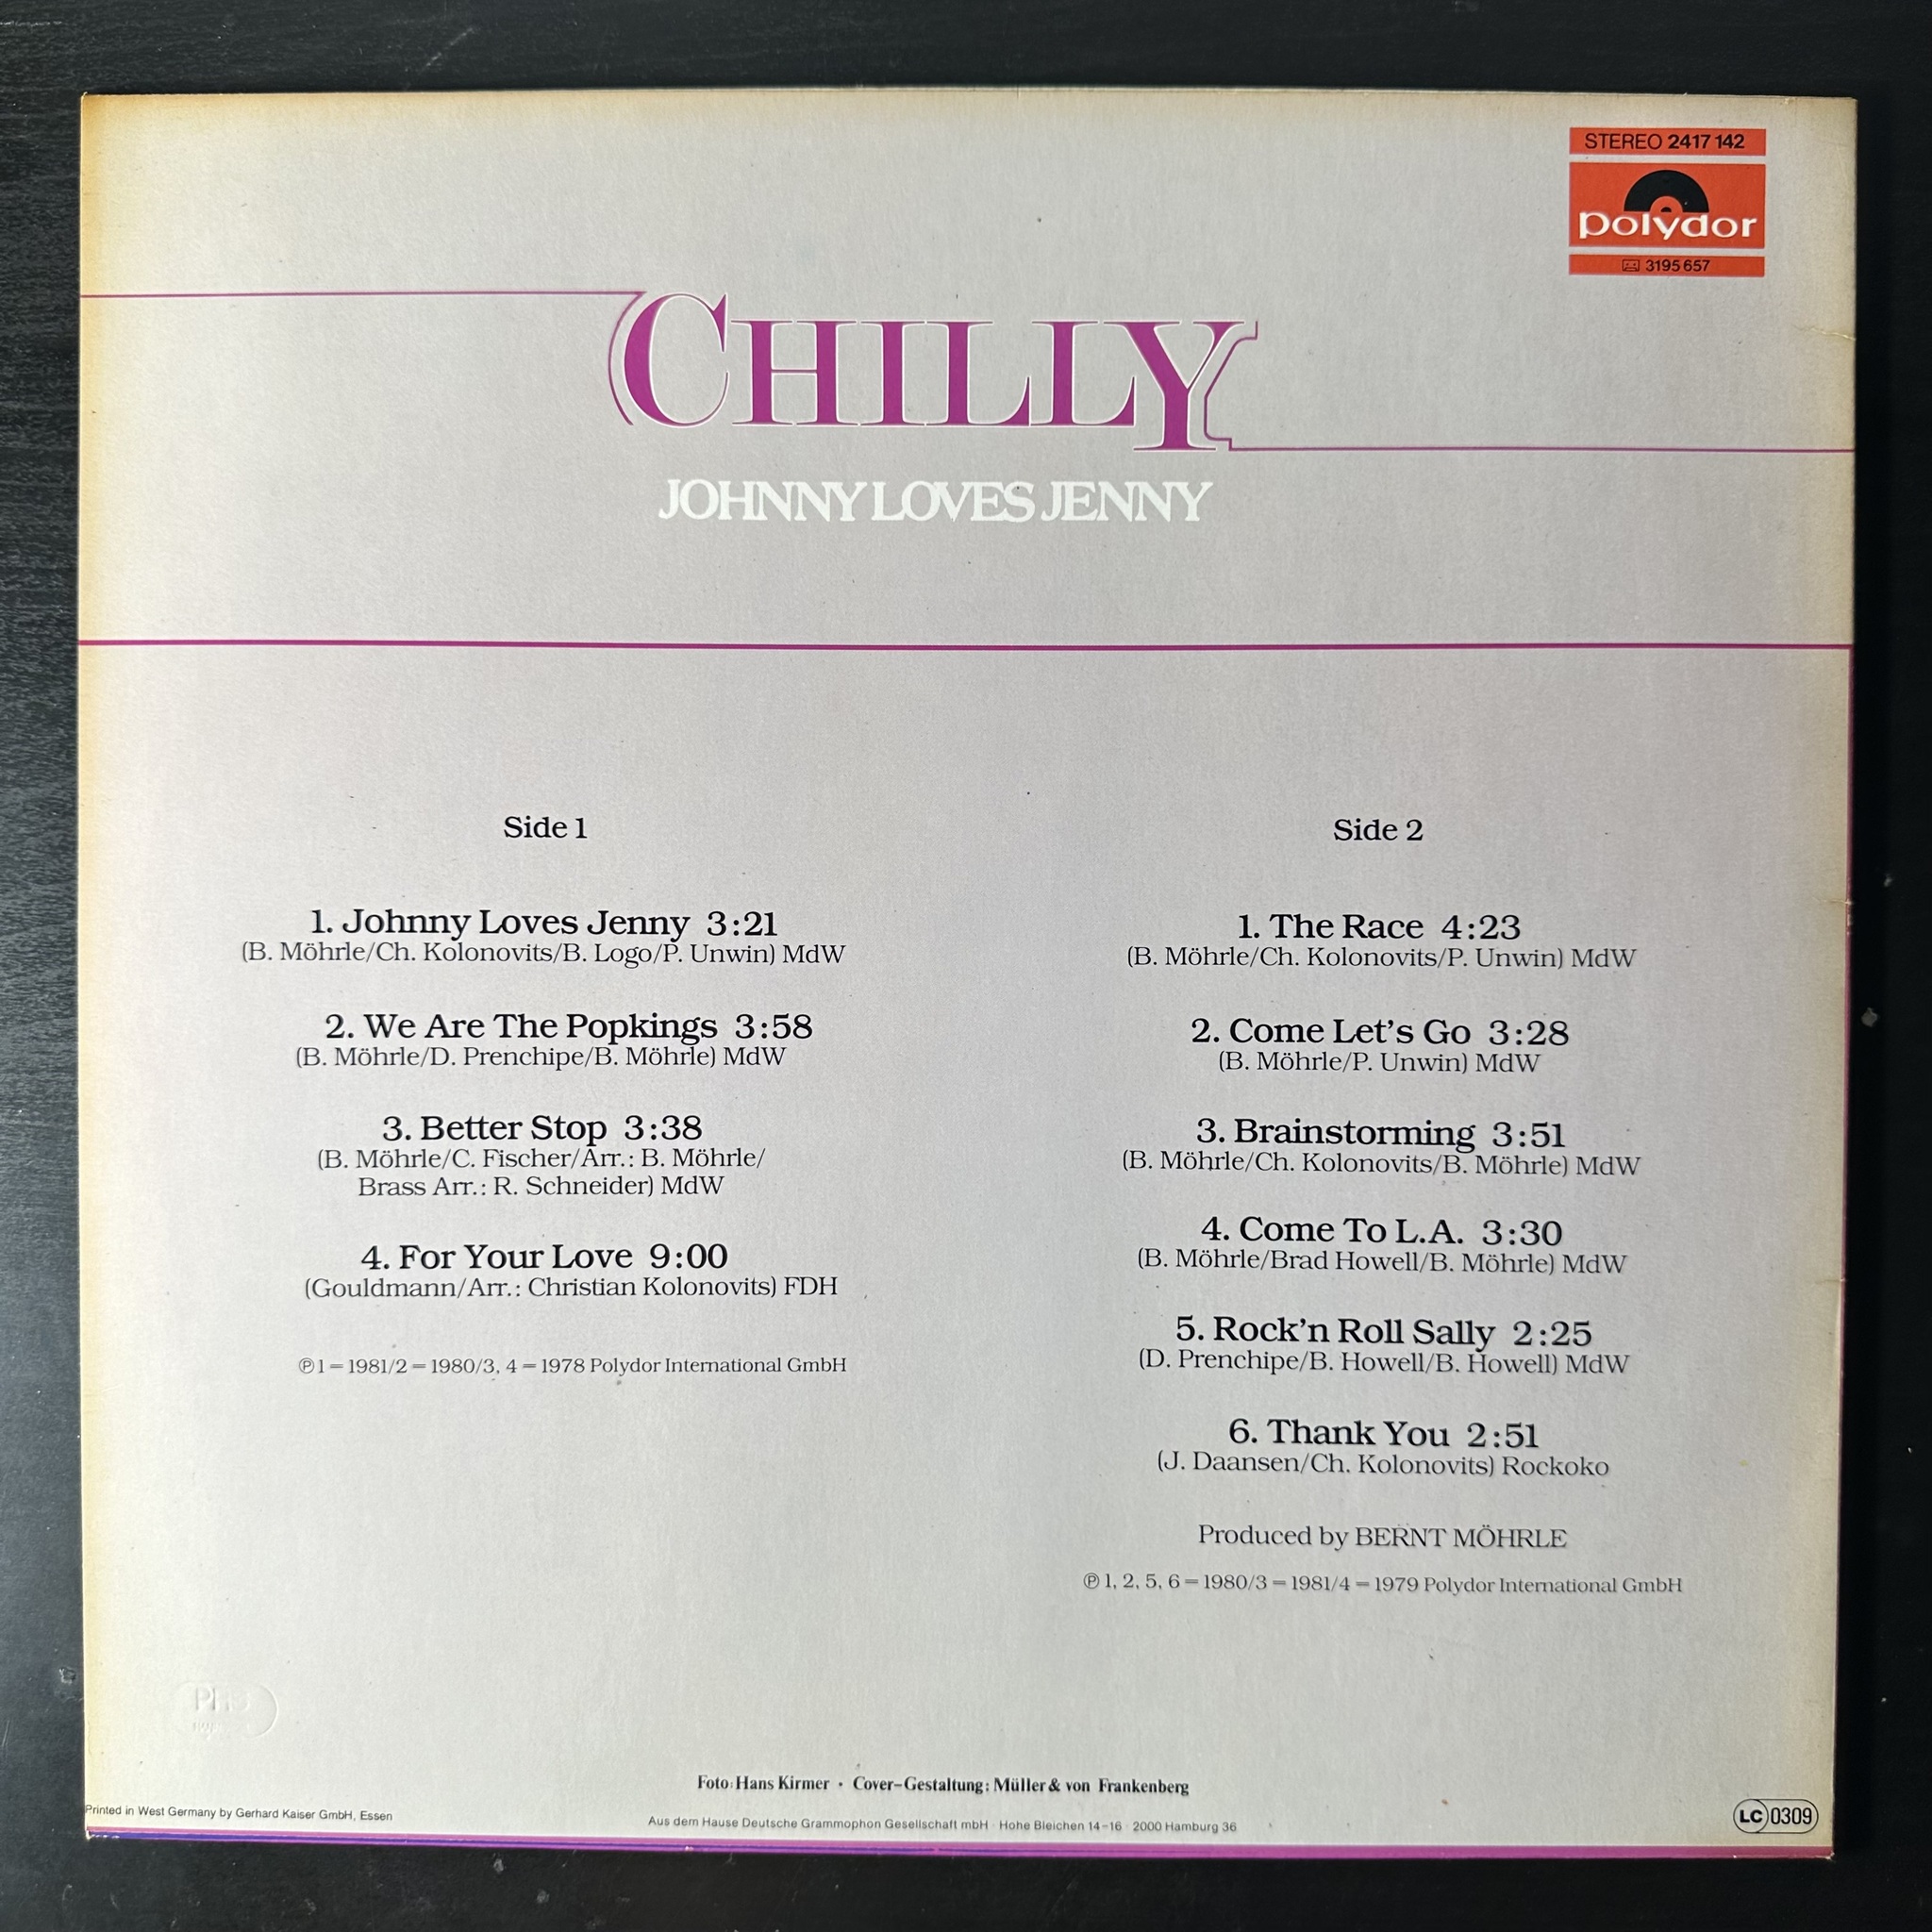 STEREO 2417 142
polydor
3195 657
CHILLY
JOHNNY LOVES JENNY
Side 1
1. Johnny Loves Jenny 3:21
(B. Möhrle/Ch. Kolonovits/B. Logo/P. Unwin) MdW
2. We Are The Popkings 3:58
(B. Möhrle/D. Prenchipe/B. Möhrle) MdW
3. Better Stop 3:38
(B. Möhrle/C. Fischer/Arr.: B. Möhrle/
Brass Arr.: R. Schneider) MdW
4. For Your Love 9:00
(Gouldmann/Arr.: Christian Kolonovits) FDH
℗ 1 = 1981/2 = 1980/3, 4 = 1978 Polydor International GmbH
Side 2
1. The Race 4:23
(B. Möhrle/Ch. Kolonovits/P. Unwin) MdW
2. Come Let's Go 3:28
(B. Möhrle/P. Unwin) MdW
3. Brainstorming 3:51
(B. Möhrle/Ch. Kolonovits/B. Möhrle) MdW
4. Come To L.A. 3:30
(B. Möhrle/Brad Howell/B. Möhrle) MdW
5. Rock'n Roll Sally 2:25
(D. Prenchipe/B. Howell/B. Howell) MdW
6. Thank You 2:51
(J. Daansen/Ch. Kolonovits) Rockoko
Produced by BERNT MÖHRLE
℗ 1, 2, 5, 6 = 1980/3 = 1981/4 = 1979 Polydor International GmbH
Foto: Hans Kirmer • Cover-Gestaltung: Müller & von Frankenberg
Printed in West Germany by Gerhard Kaiser GmbH, Essen
Aus dem Hause Deutsche Grammophon Gesellschaft mbH · Hohe Bleichen 14-16 · 2000 Hamburg 36
LC 0309